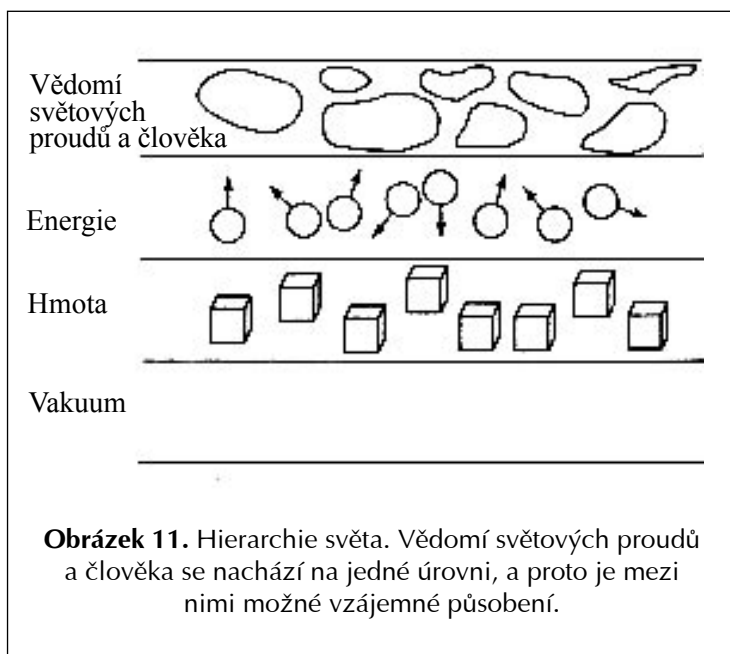 Vědomí
světových
proudů a člověka
Energie
Hmota
Vakuum
Obrázek 11. Hierarchie světa. Vědomí světových proudů
a člověka se nachází na jedné úrovni, a proto je mezi
nimi možné vzájemné působení.